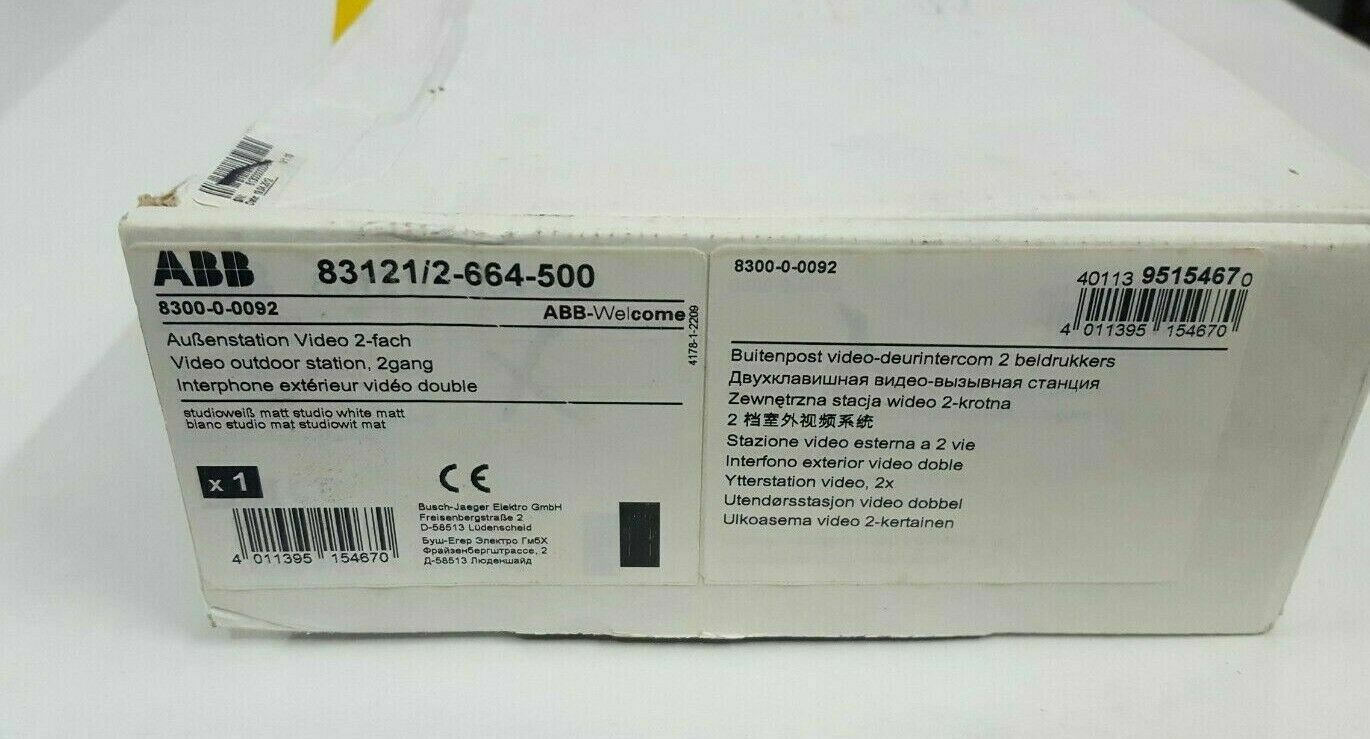 ABB 83121/2-664-500
8300-0-0092 ABB-Welcome
Außenstation Video 2-fach
Video outdoor station, 2gang
Interphone extérieur vidéo double
studioweiß matt studio white matt
blanc studio mat studiowit mat
x 1
CE
Busch-Jaeger Elektro GmbH
Freisenbergstraße 2
D-58513 Lüdenscheid
Буш-Егер Электро ГмбХ
Фрайзенбергштрассе, 2
Д-58513 Люденшайд
4 011395 154670
4178-1-2209
8300-0-0092
40113 9515467 0
4 011395 154670
Buitenpost video-deurintercom 2 beldrukkers
Двухклавишная видео-вызывная станция
Zewnętrzna stacja wideo 2-krotna
2 档室外视频系统
Stazione video esterna a 2 vie
Interfono exterior video doble
Ytterstation video, 2x
Utendørsstasjon video dobbel
Ulkoasema video 2-kertainen